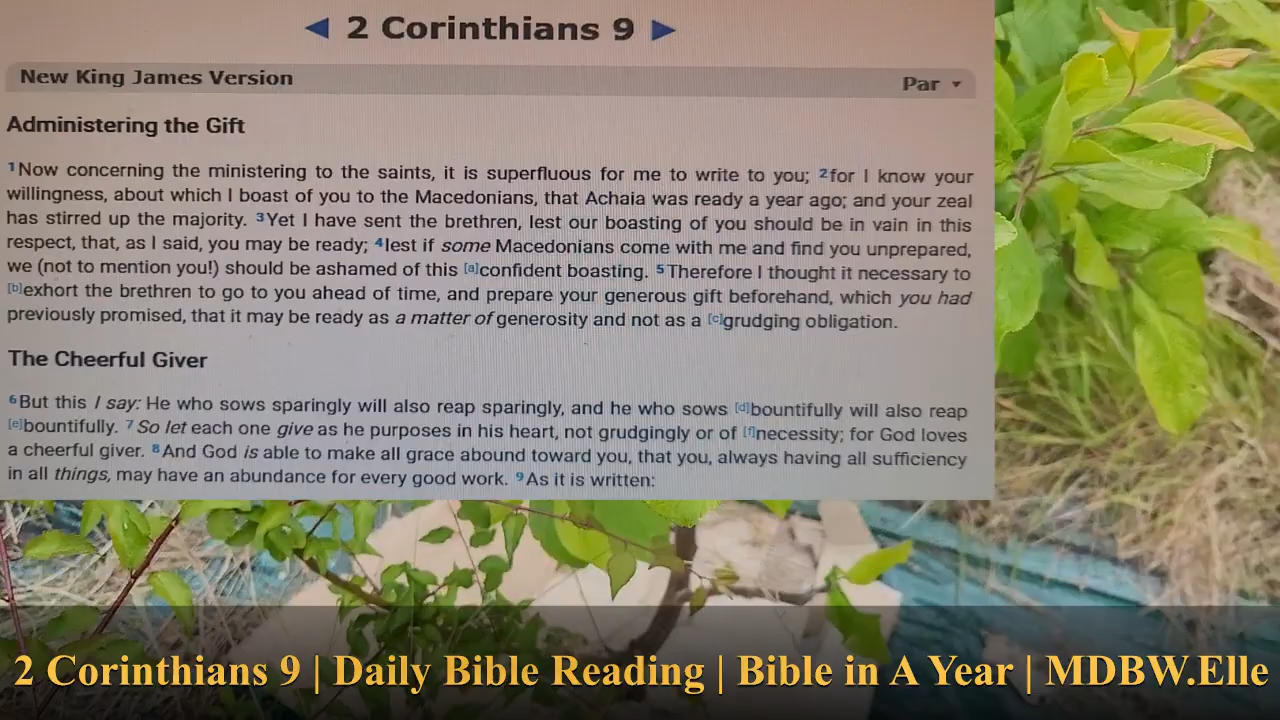 ◄ 2 Corinthians 9 ►
New King James Version
Par ▼
Administering the Gift
1Now concerning the ministering to the saints, it is superfluous for me to write to you; 2for I know your
willingness, about which I boast of you to the Macedonians, that Achaia was ready a year ago; and your zeal
has stirred up the majority. 3Yet I have sent the brethren, lest our boasting of you should be in vain in this
respect, that, as I said, you may be ready; 4lest if some Macedonians come with me and find you unprepared,
we (not to mention you!) should be ashamed of this [a]confident boasting. 5Therefore I thought it necessary to
[b]exhort the brethren to go to you ahead of time, and prepare your generous gift beforehand, which you had
previously promised, that it may be ready as a matter of generosity and not as a [c]grudging obligation.
The Cheerful Giver
6But this I say: He who sows sparingly will also reap sparingly, and he who sows [d]bountifully will also reap
[e]bountifully. 7 So let each one give as he purposes in his heart, not grudgingly or of [f]necessity; for God loves
a cheerful giver. 8And God is able to make all grace abound toward you, that you, always having all sufficiency
in all things, may have an abundance for every good work. 9As it is written:
2 Corinthians 9 | Daily Bible Reading | Bible in A Year | MDBW.Elle